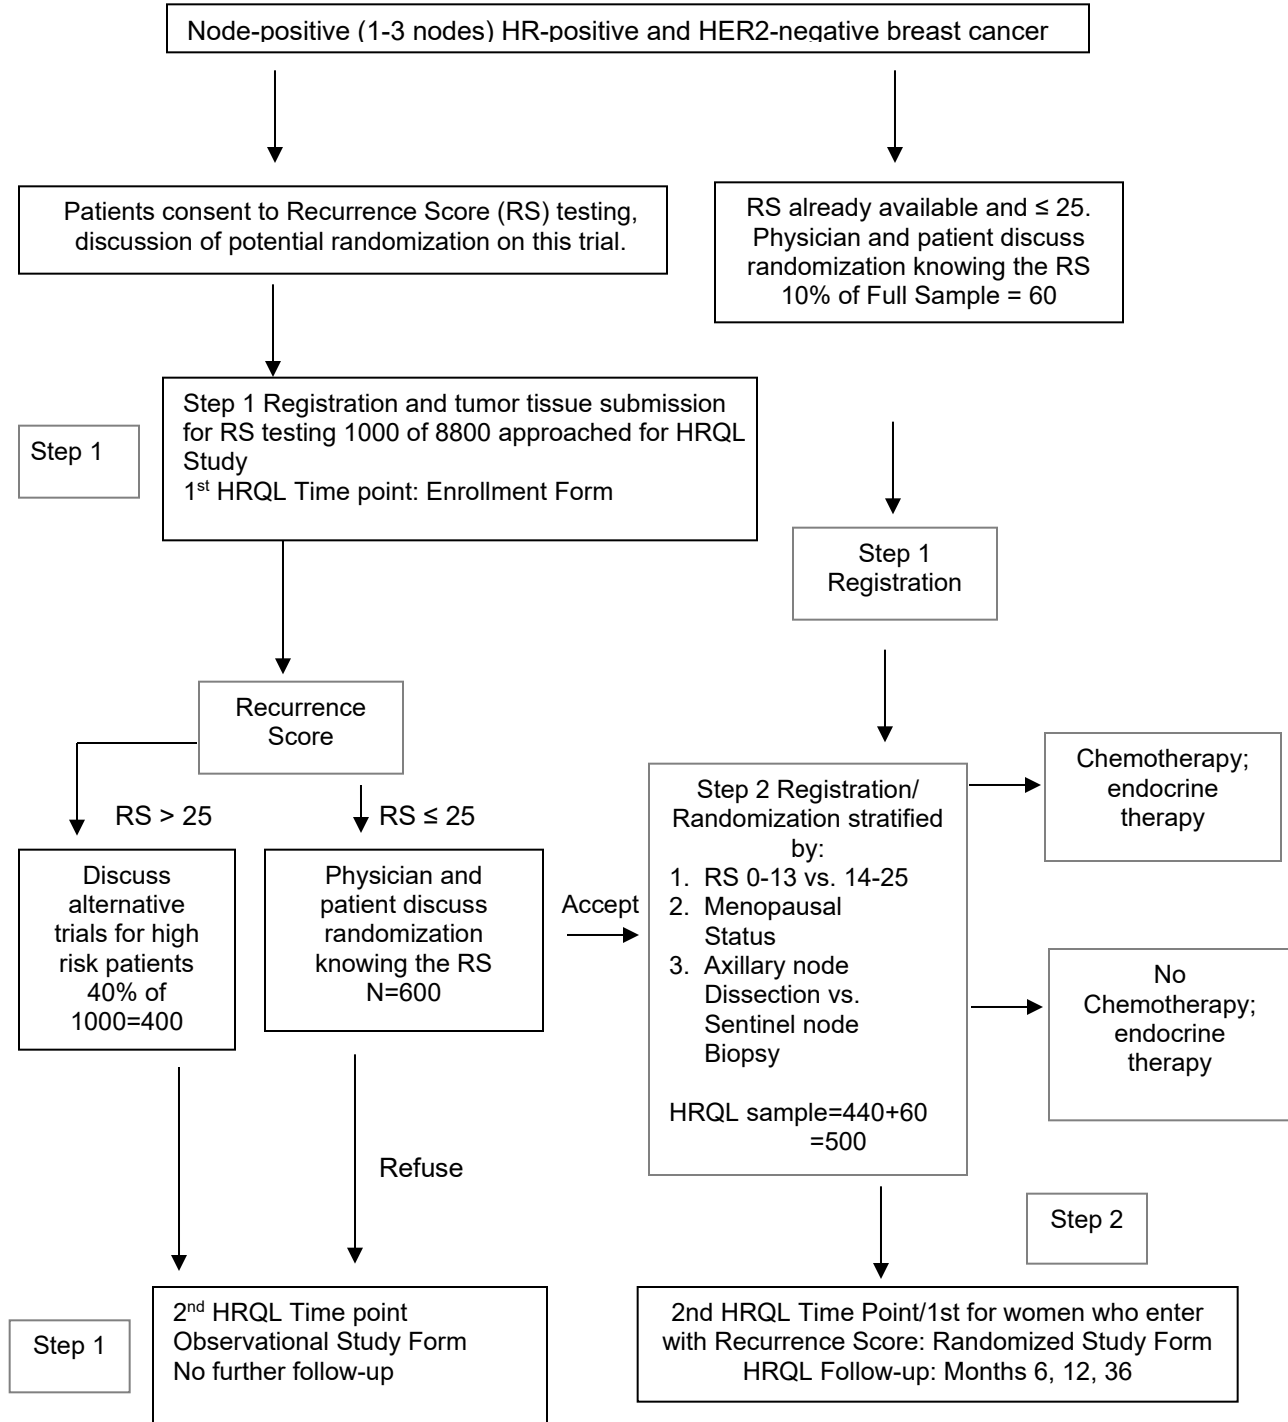 Node-positive (1-3 nodes) HR-positive and HER2-negative breast cancer
Patients consent to Recurrence Score (RS) testing,
discussion of potential randomization on this trial.
RS already available and ≤ 25.
Physician and patient discuss
randomization knowing the RS
10% of Full Sample = 60
Step 1
Step 1 Registration and tumor tissue submission
for RS testing 1000 of 8800 approached for HRQL
Study
1st HRQL Time point: Enrollment Form
Step 1
Registration
Recurrence
Score
RS > 25
RS ≤ 25
Discuss
alternative
trials for high
risk patients
40% of
1000=400
Physician and
patient discuss
randomization
knowing the RS
N=600
Accept
Refuse
Step 2 Registration/
Randomization stratified
by:
1. RS 0-13 vs. 14-25
2. Menopausal
Status
3. Axillary node
Dissection vs.
Sentinel node
Biopsy
HRQL sample=440+60
=500
Chemotherapy;
endocrine
therapy
No
Chemotherapy;
endocrine
therapy
Step 2
Step 1
2nd HRQL Time point
Observational Study Form
No further follow-up
2nd HRQL Time Point/1st for women who enter
with Recurrence Score: Randomized Study Form
HRQL Follow-up: Months 6, 12, 36